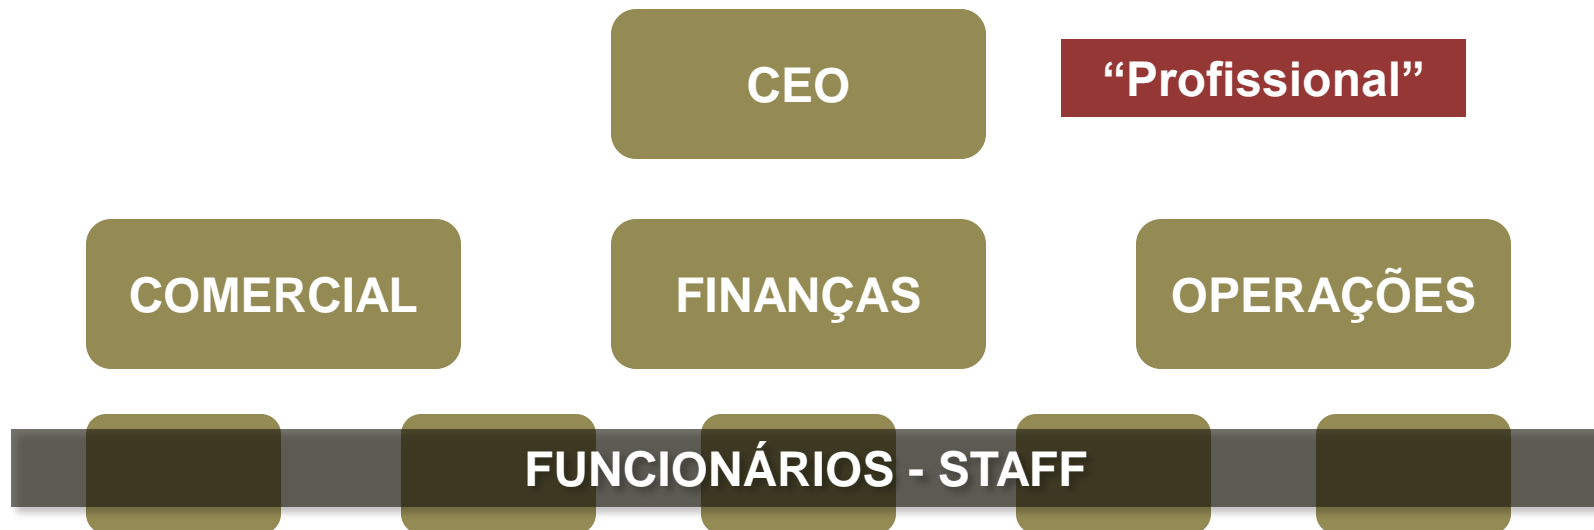 CEO
“Profissional”
COMERCIAL
FINANÇAS
OPERAÇÕES
FUNCIONÁRIOS - STAFF